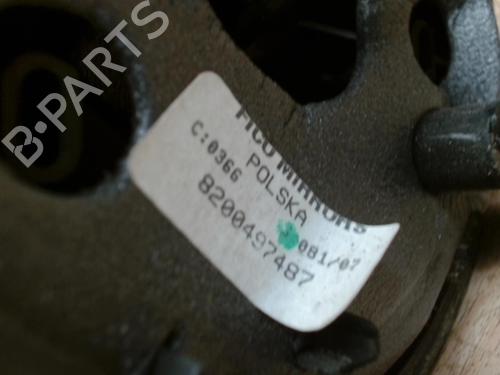 B·PARTS
FICO MIRRORS
POLSKA
C:0366
081/07
8200497487